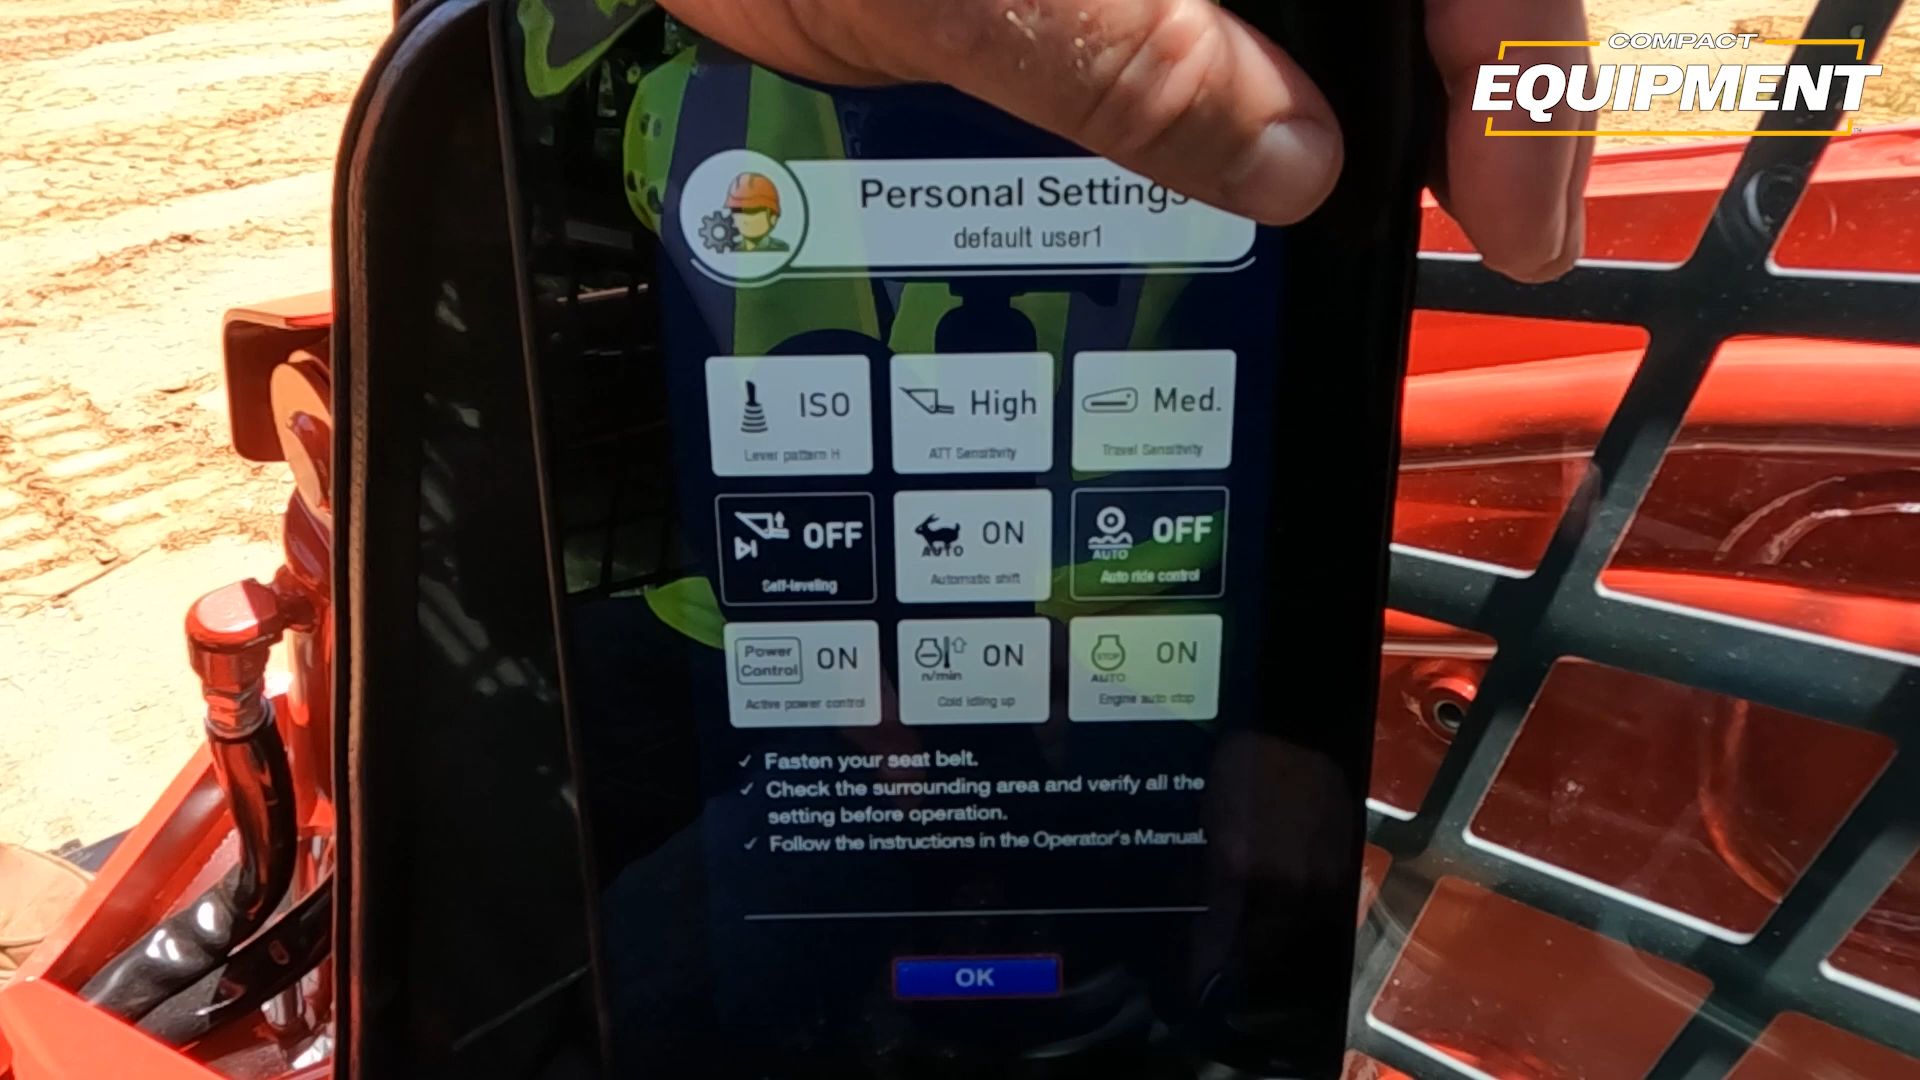 COMPACT
EQUIPMENT
Personal Settings
default user1
ISO
Lever pattern H
High
ATT Sensitivity
Med.
Travel Sensitivity
OFF
Self-leveling
AUTO ON
Automatic shift
AUTO OFF
Auto ride control
Power Control ON
Active power control
n/min ON
Cold idling up
STOP AUTO ON
Engine auto stop
✓ Fasten your seat belt.
✓ Check the surrounding area and verify all the
setting before operation.
✓ Follow the instructions in the Operator's Manual.
OK